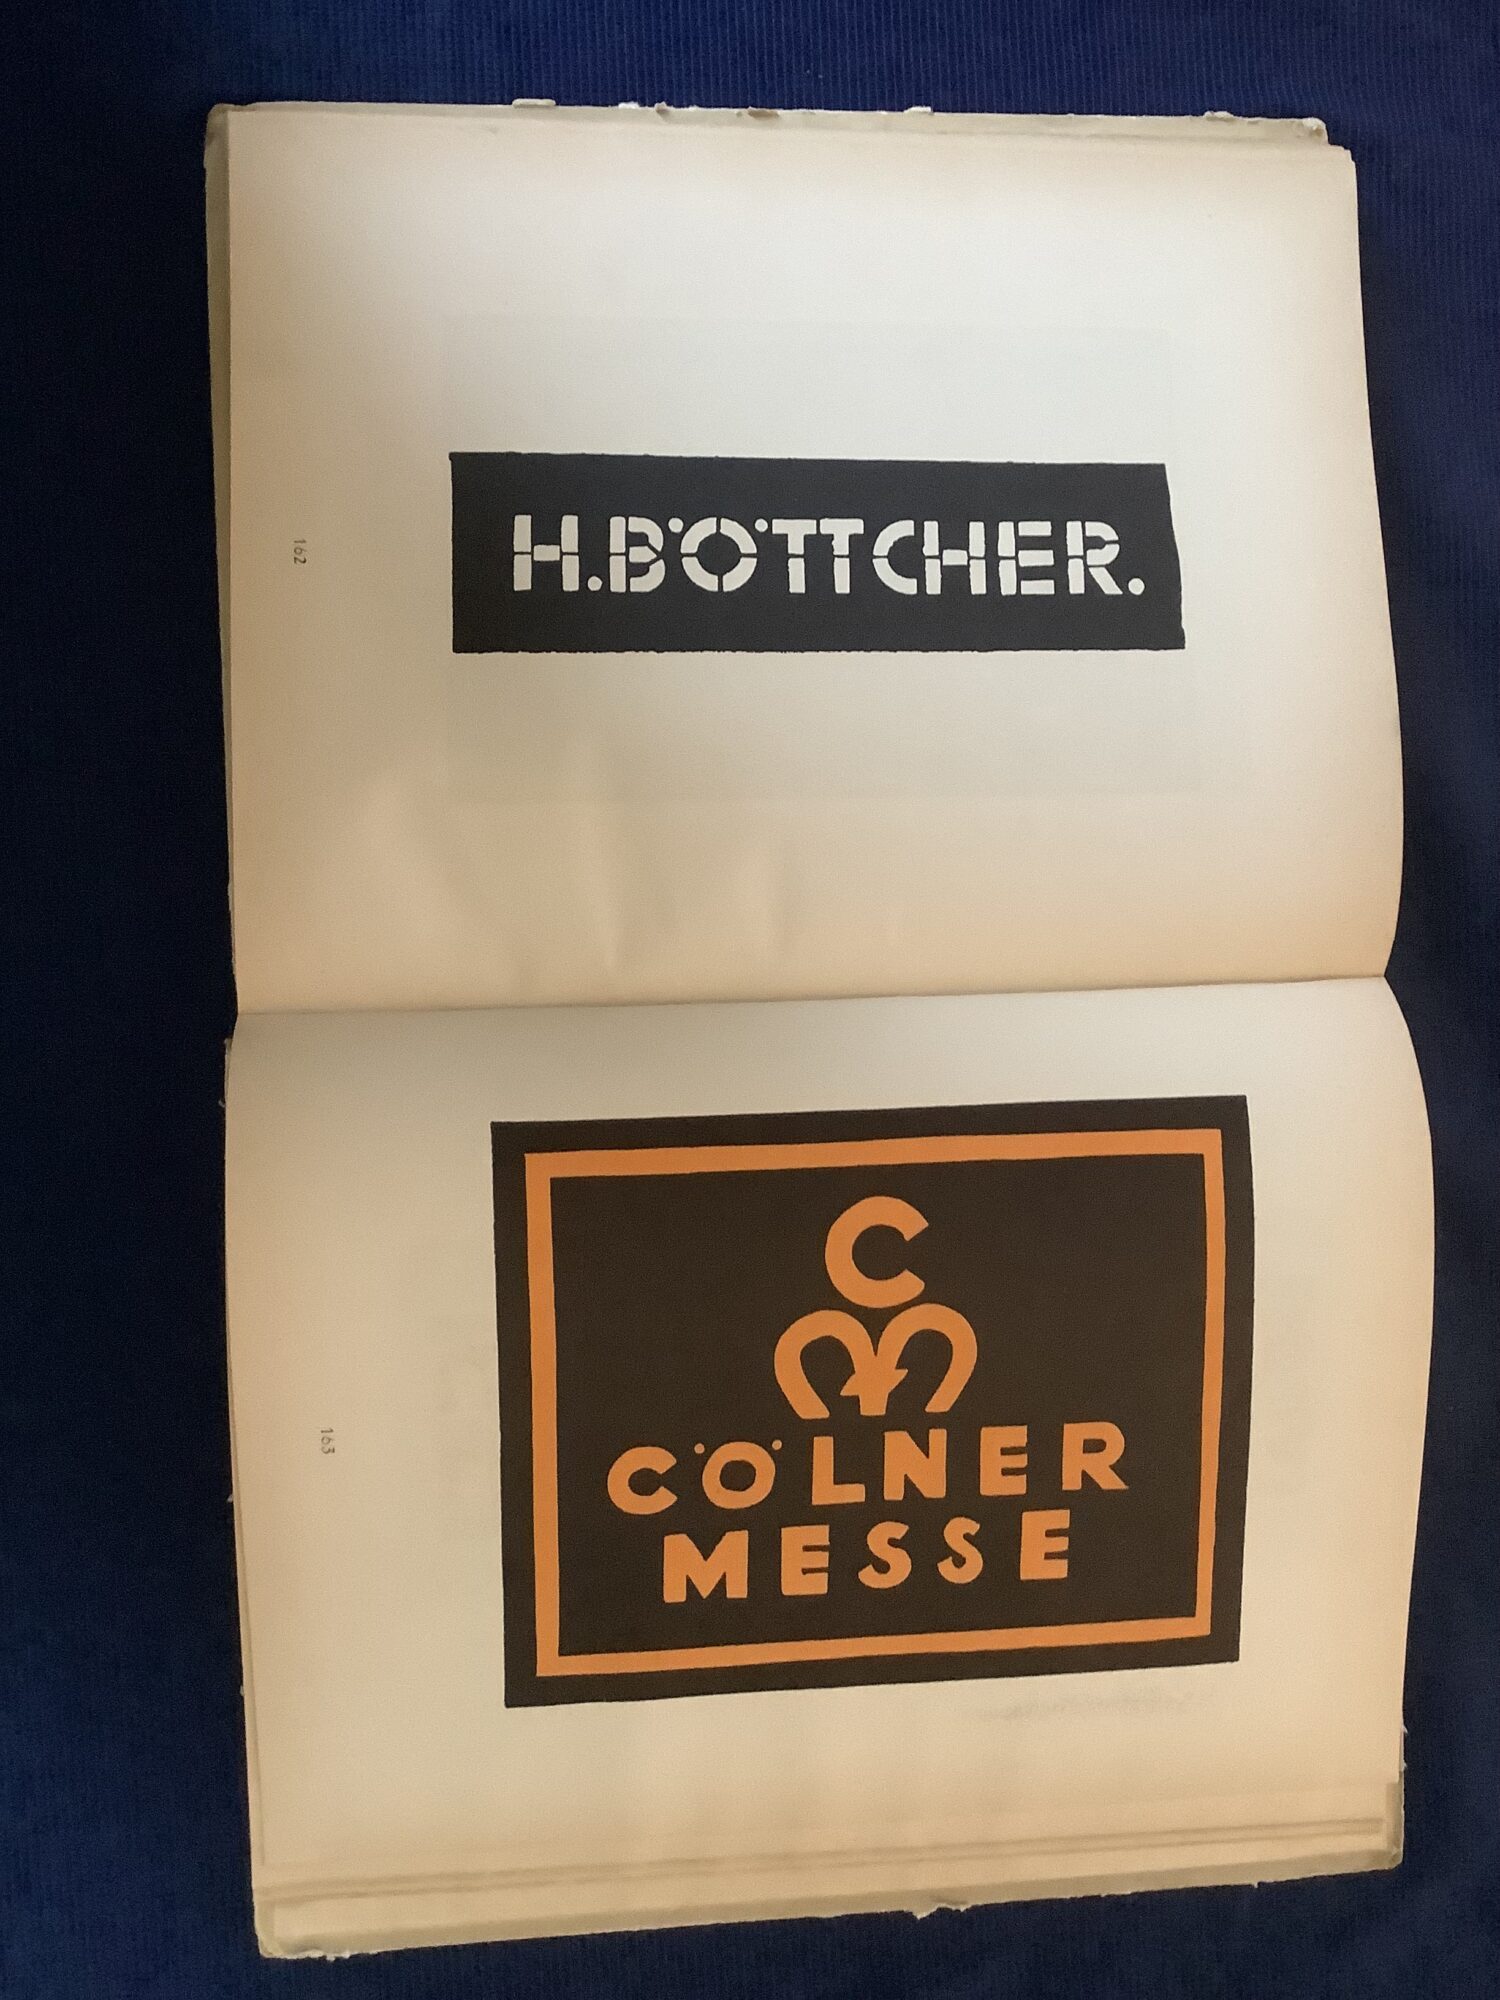 H.BÖTTCHER.
162
C
M
CÖLNER
MESSE
163